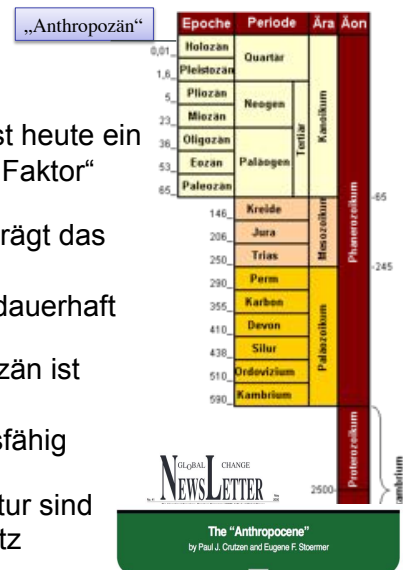 „Anthropozän“
Epoche Periode Ära Äon
0,01 Holozän
Quartär
1,6 Pleistozän
5 Pliozän
Neogen
23 Miozän
36 Oligozän
Paläogen
53 Eozän
65 Paleozän
Tertiär
Känoikum
146 Kreide
206 Jura
250 Trias
Mesozoikum
290 Perm
355 Karbon
410 Devon
438 Silur
510 Ordovizium
590 Kambrium
Paläozoikum
Phanerozoikum
65
245
Proterozoikum
2500
ambrium
st heute ein
Faktor“
rägt das
dauerhaft
zän ist
sfähig
tur sind
tz
GLOBAL CHANGE
NEWSLETTER
The "Anthropocene"
by Paul J. Crutzen and Eugene F. Stoermer